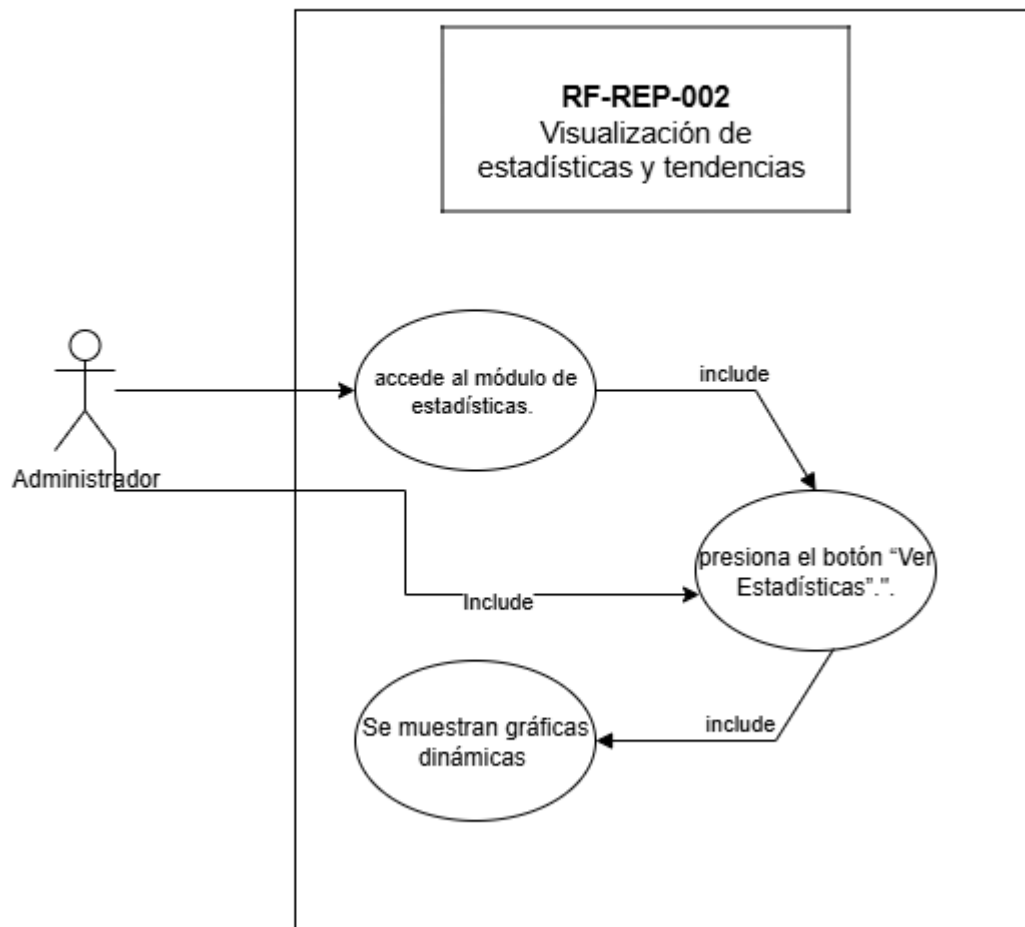 RF-REP-002
Visualización de
estadísticas y tendencias
accede al módulo de
estadísticas.
include
Administrador
presiona el botón “Ver
Estadísticas”.”.
Include
Se muestran gráficas
dinámicas
include